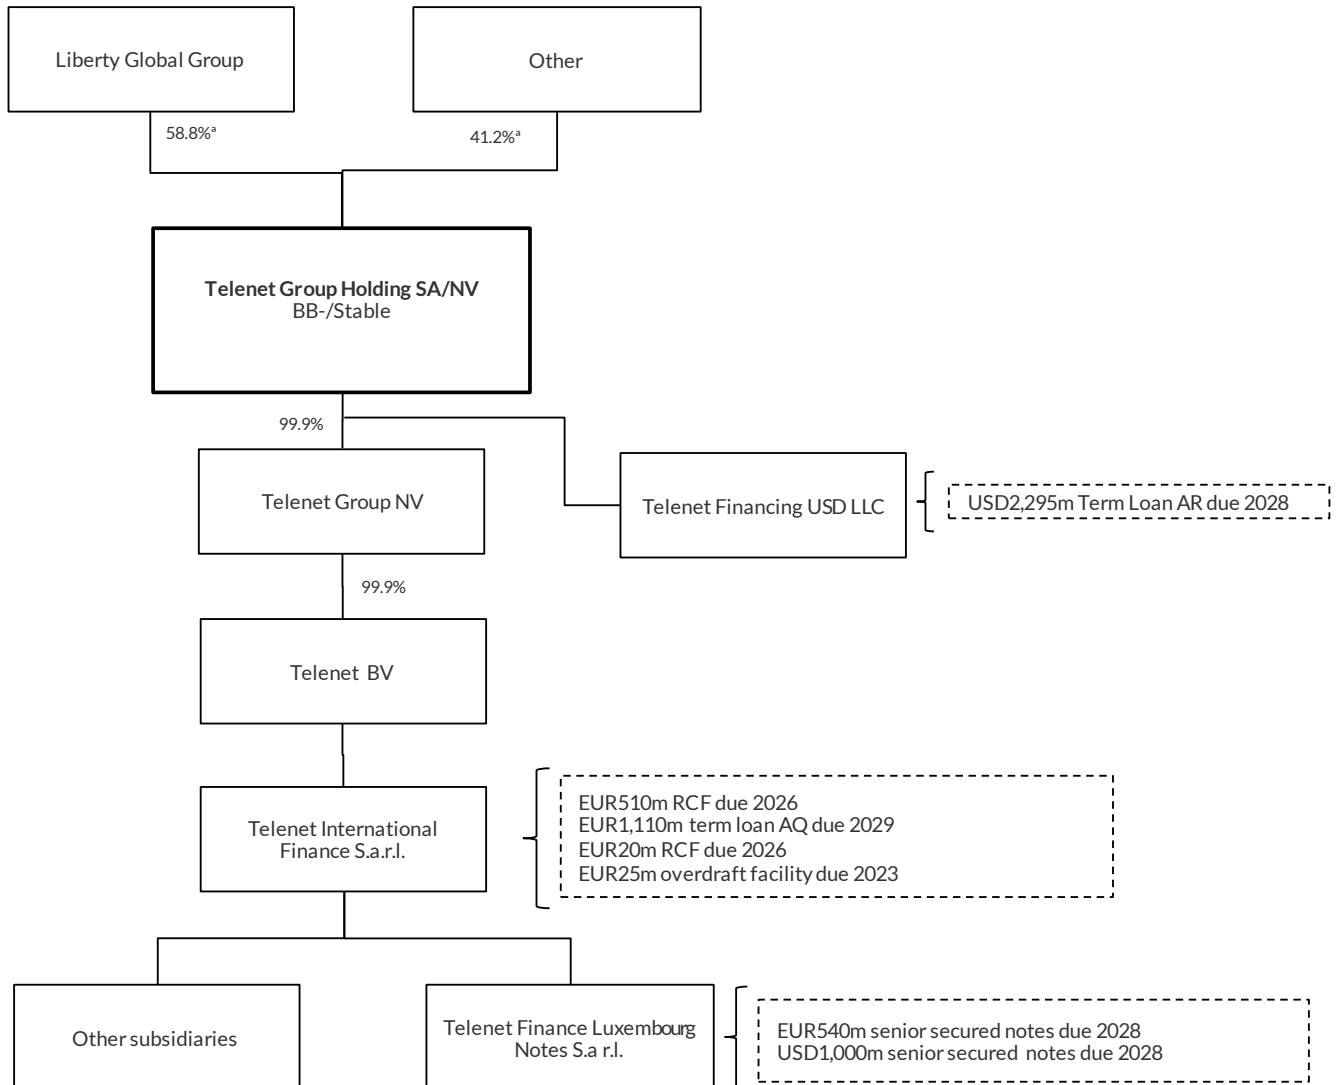 Liberty Global Group
Other
58.8%ª
41.2%ª
Telenet Group Holding SA/NV
BB-/Stable
99.9%
Telenet Group NV
Telenet Financing USD LLC
USD2,295m Term Loan AR due 2028
99.9%
Telenet BV
Telenet International
Finance S.a.r.l.
EUR510m RCF due 2026
EUR1,110m term loan AQ due 2029
EUR20m RCF due 2026
EUR25m overdraft facility due 2023
Other subsidiaries
Telenet Finance Luxembourg
Notes S.a r.l.
EUR540m senior secured notes due 2028
USD1,000m senior secured notes due 2028